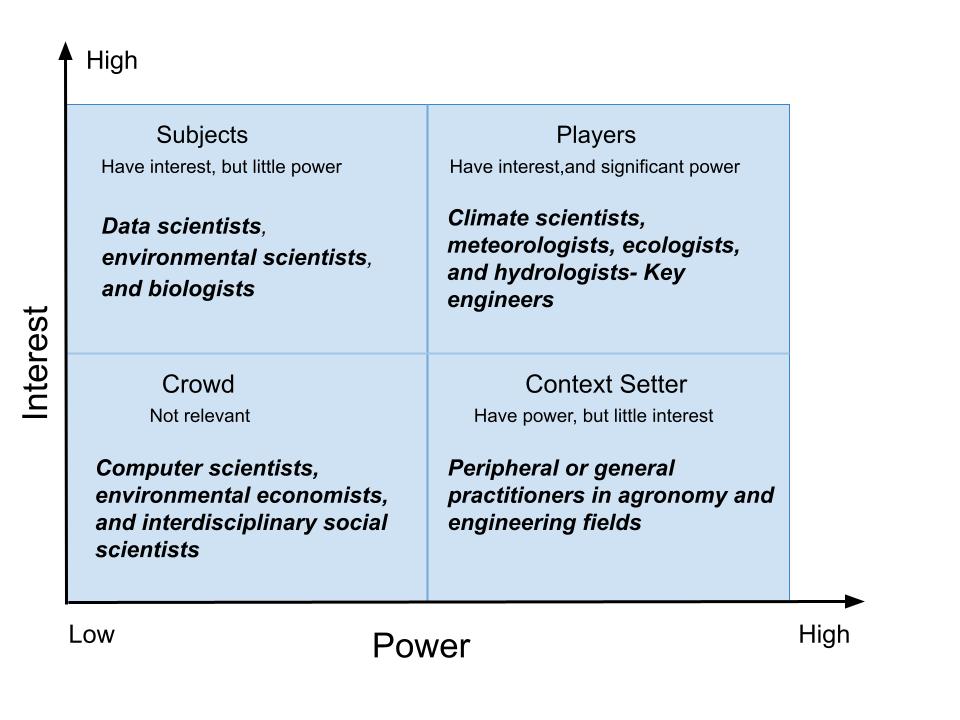 High
Subjects
Have interest, but little power
Data scientists,
environmental scientists,
and biologists
Players
Have interest,and significant power
Climate scientists,
meteorologists, ecologists,
and hydrologists- Key
engineers
Interest
Crowd
Not relevant
Computer scientists,
environmental economists,
and interdisciplinary social
scientists
Context Setter
Have power, but little interest
Peripheral or general
practitioners in agronomy and
engineering fields
Low
Power
High